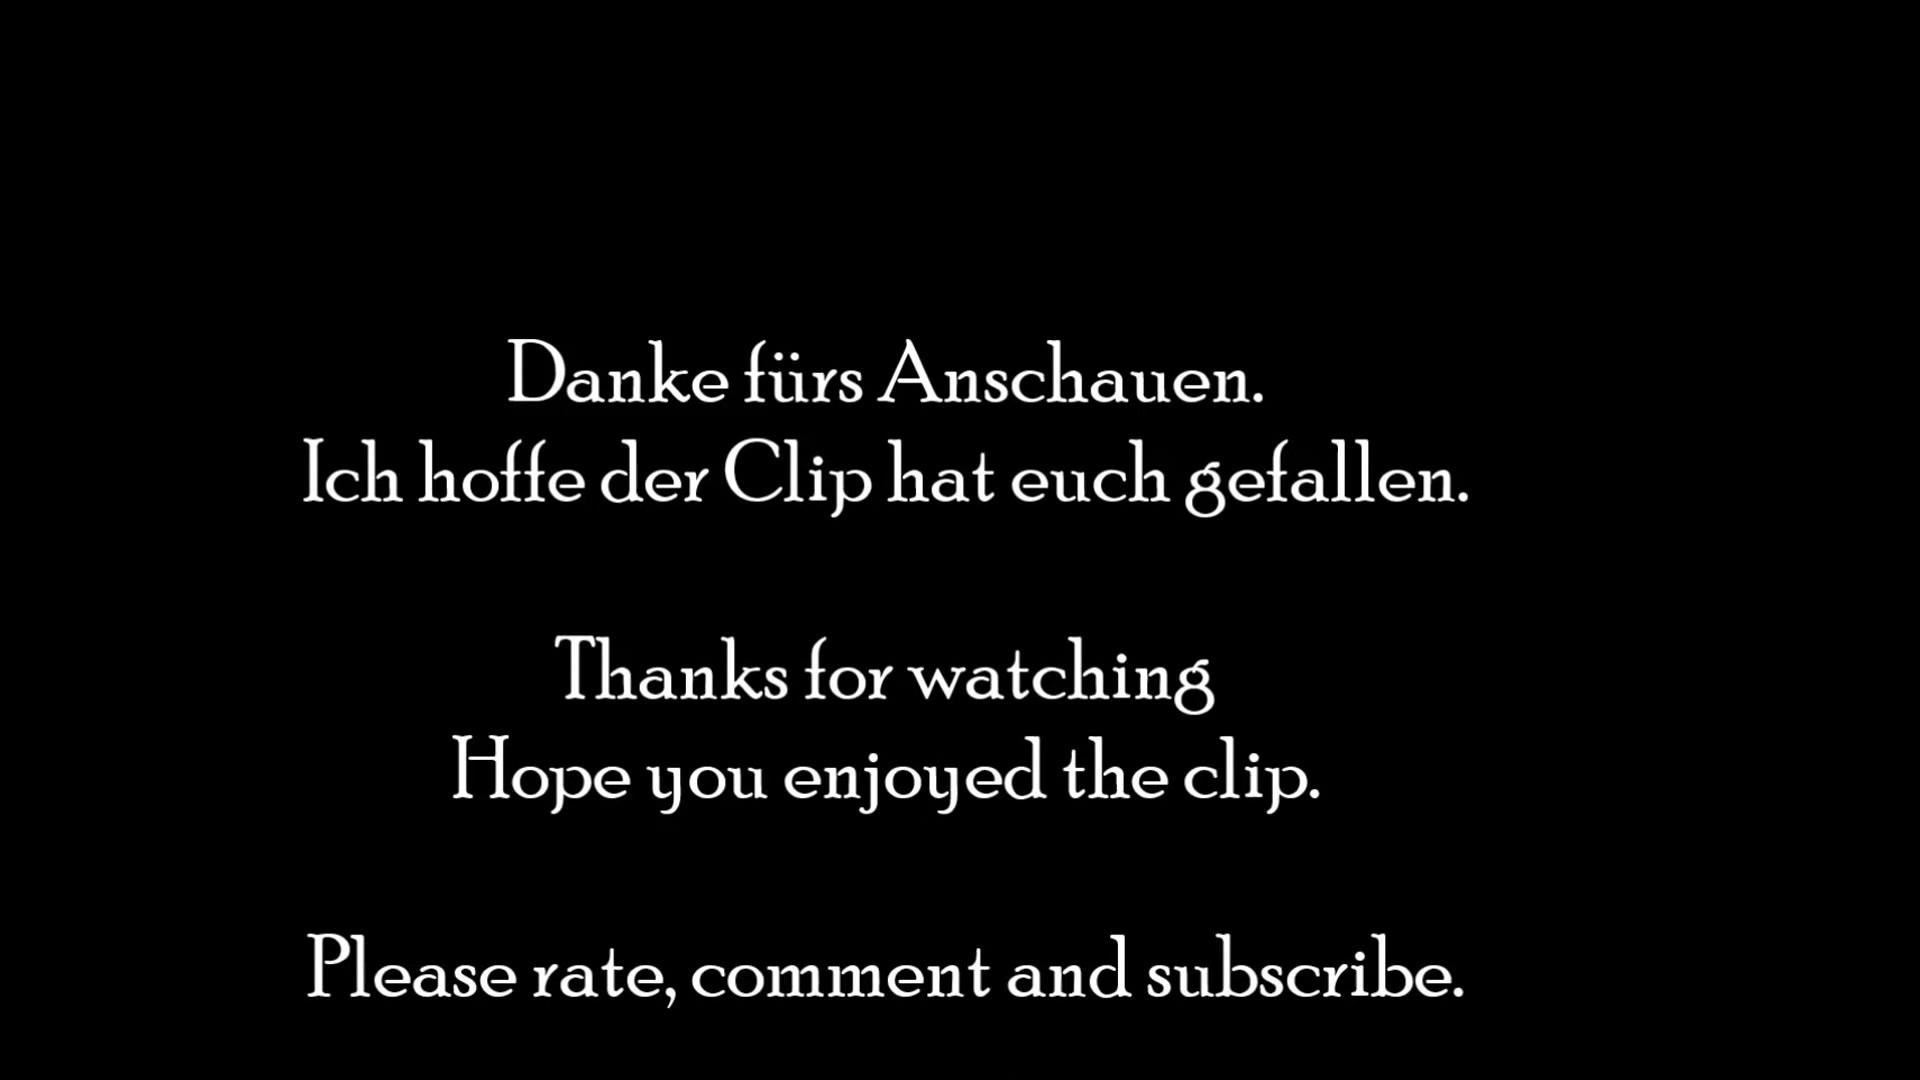 Danke fürs Anschauen.
Ich hoffe der Clip hat euch gefallen.
Thanks for watching
Hope you enjoyed the clip.
Please rate, comment and subscribe.